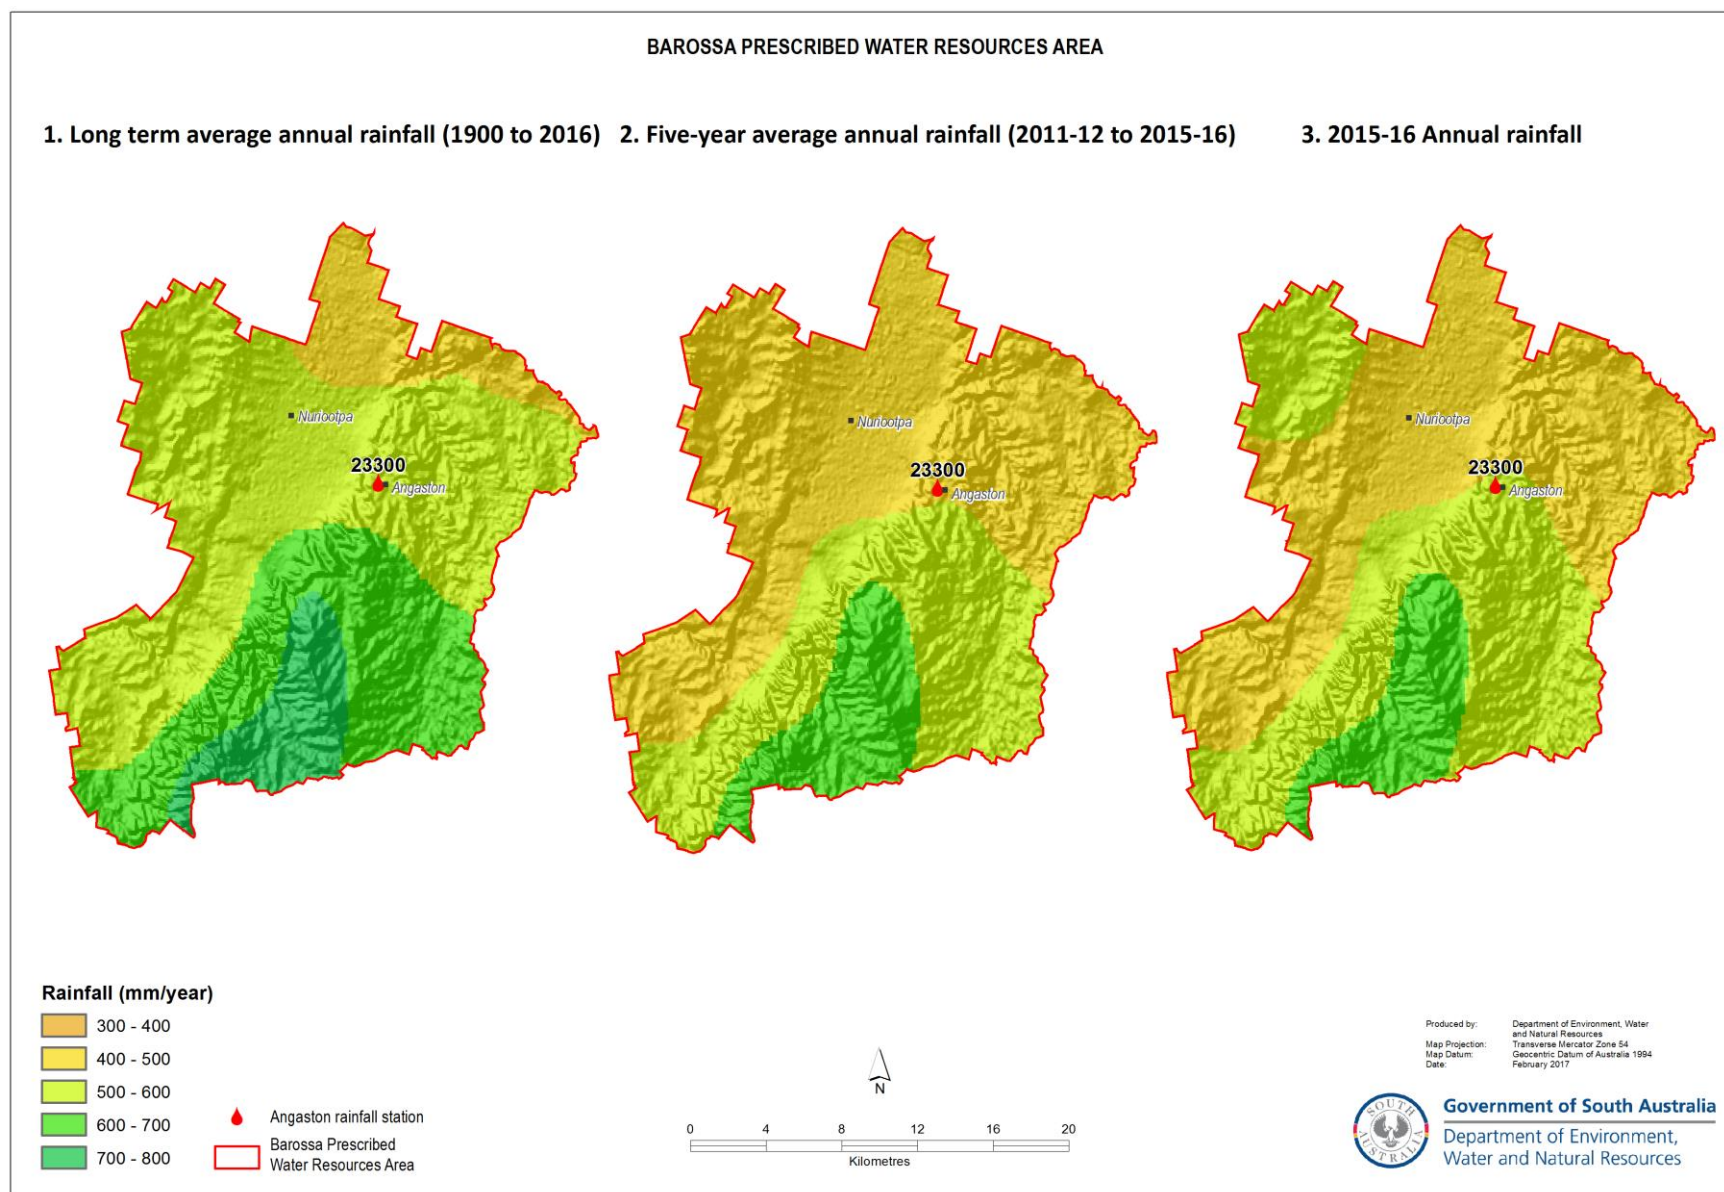 BAROSSA PRESCRIBED WATER RESOURCES AREA
1. Long term average annual rainfall (1900 to 2016)
2. Five-year average annual rainfall (2011-12 to 2015-16)
3. 2015-16 Annual rainfall
Nuriootpa
23300
Angaston
Nuriootpa
23300
Angaston
Nuriootpa
23300
Angaston
Rainfall (mm/year)
300 - 400
400 - 500
500 - 600
600 - 700
700 - 800
Angaston rainfall station
Barossa Prescribed
Water Resources Area
N
0 4 8 12 16 20
Kilometres
Produced by: Department of Environment, Water
and Natural Resources
Map Projection: Transverse Mercator Zone 54
Map Datum: Geocentric Datum of Australia 1994
Date: February 2017
SOUTH
AUSTRALIA
Government of South Australia
Department of Environment,
Water and Natural Resources